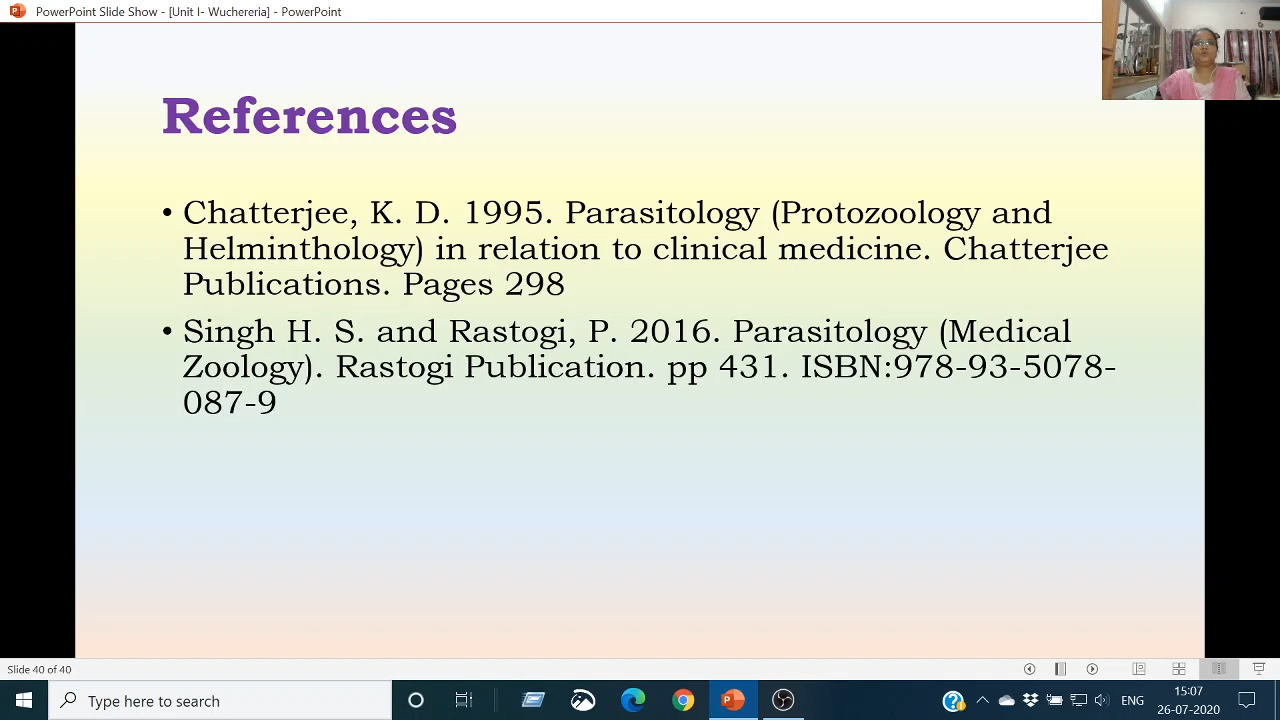 PowerPoint Slide Show - [Unit I- Wuchereria] - PowerPoint
References
• Chatterjee, K. D. 1995. Parasitology (Protozoology and
Helminthology) in relation to clinical medicine. Chatterjee
Publications. Pages 298
• Singh H. S. and Rastogi, P. 2016. Parasitology (Medical
Zoology). Rastogi Publication. pp 431. ISBN:978-93-5078-
087-9
Slide 40 of 40
Type here to search
ENG
15:07
26-07-2020